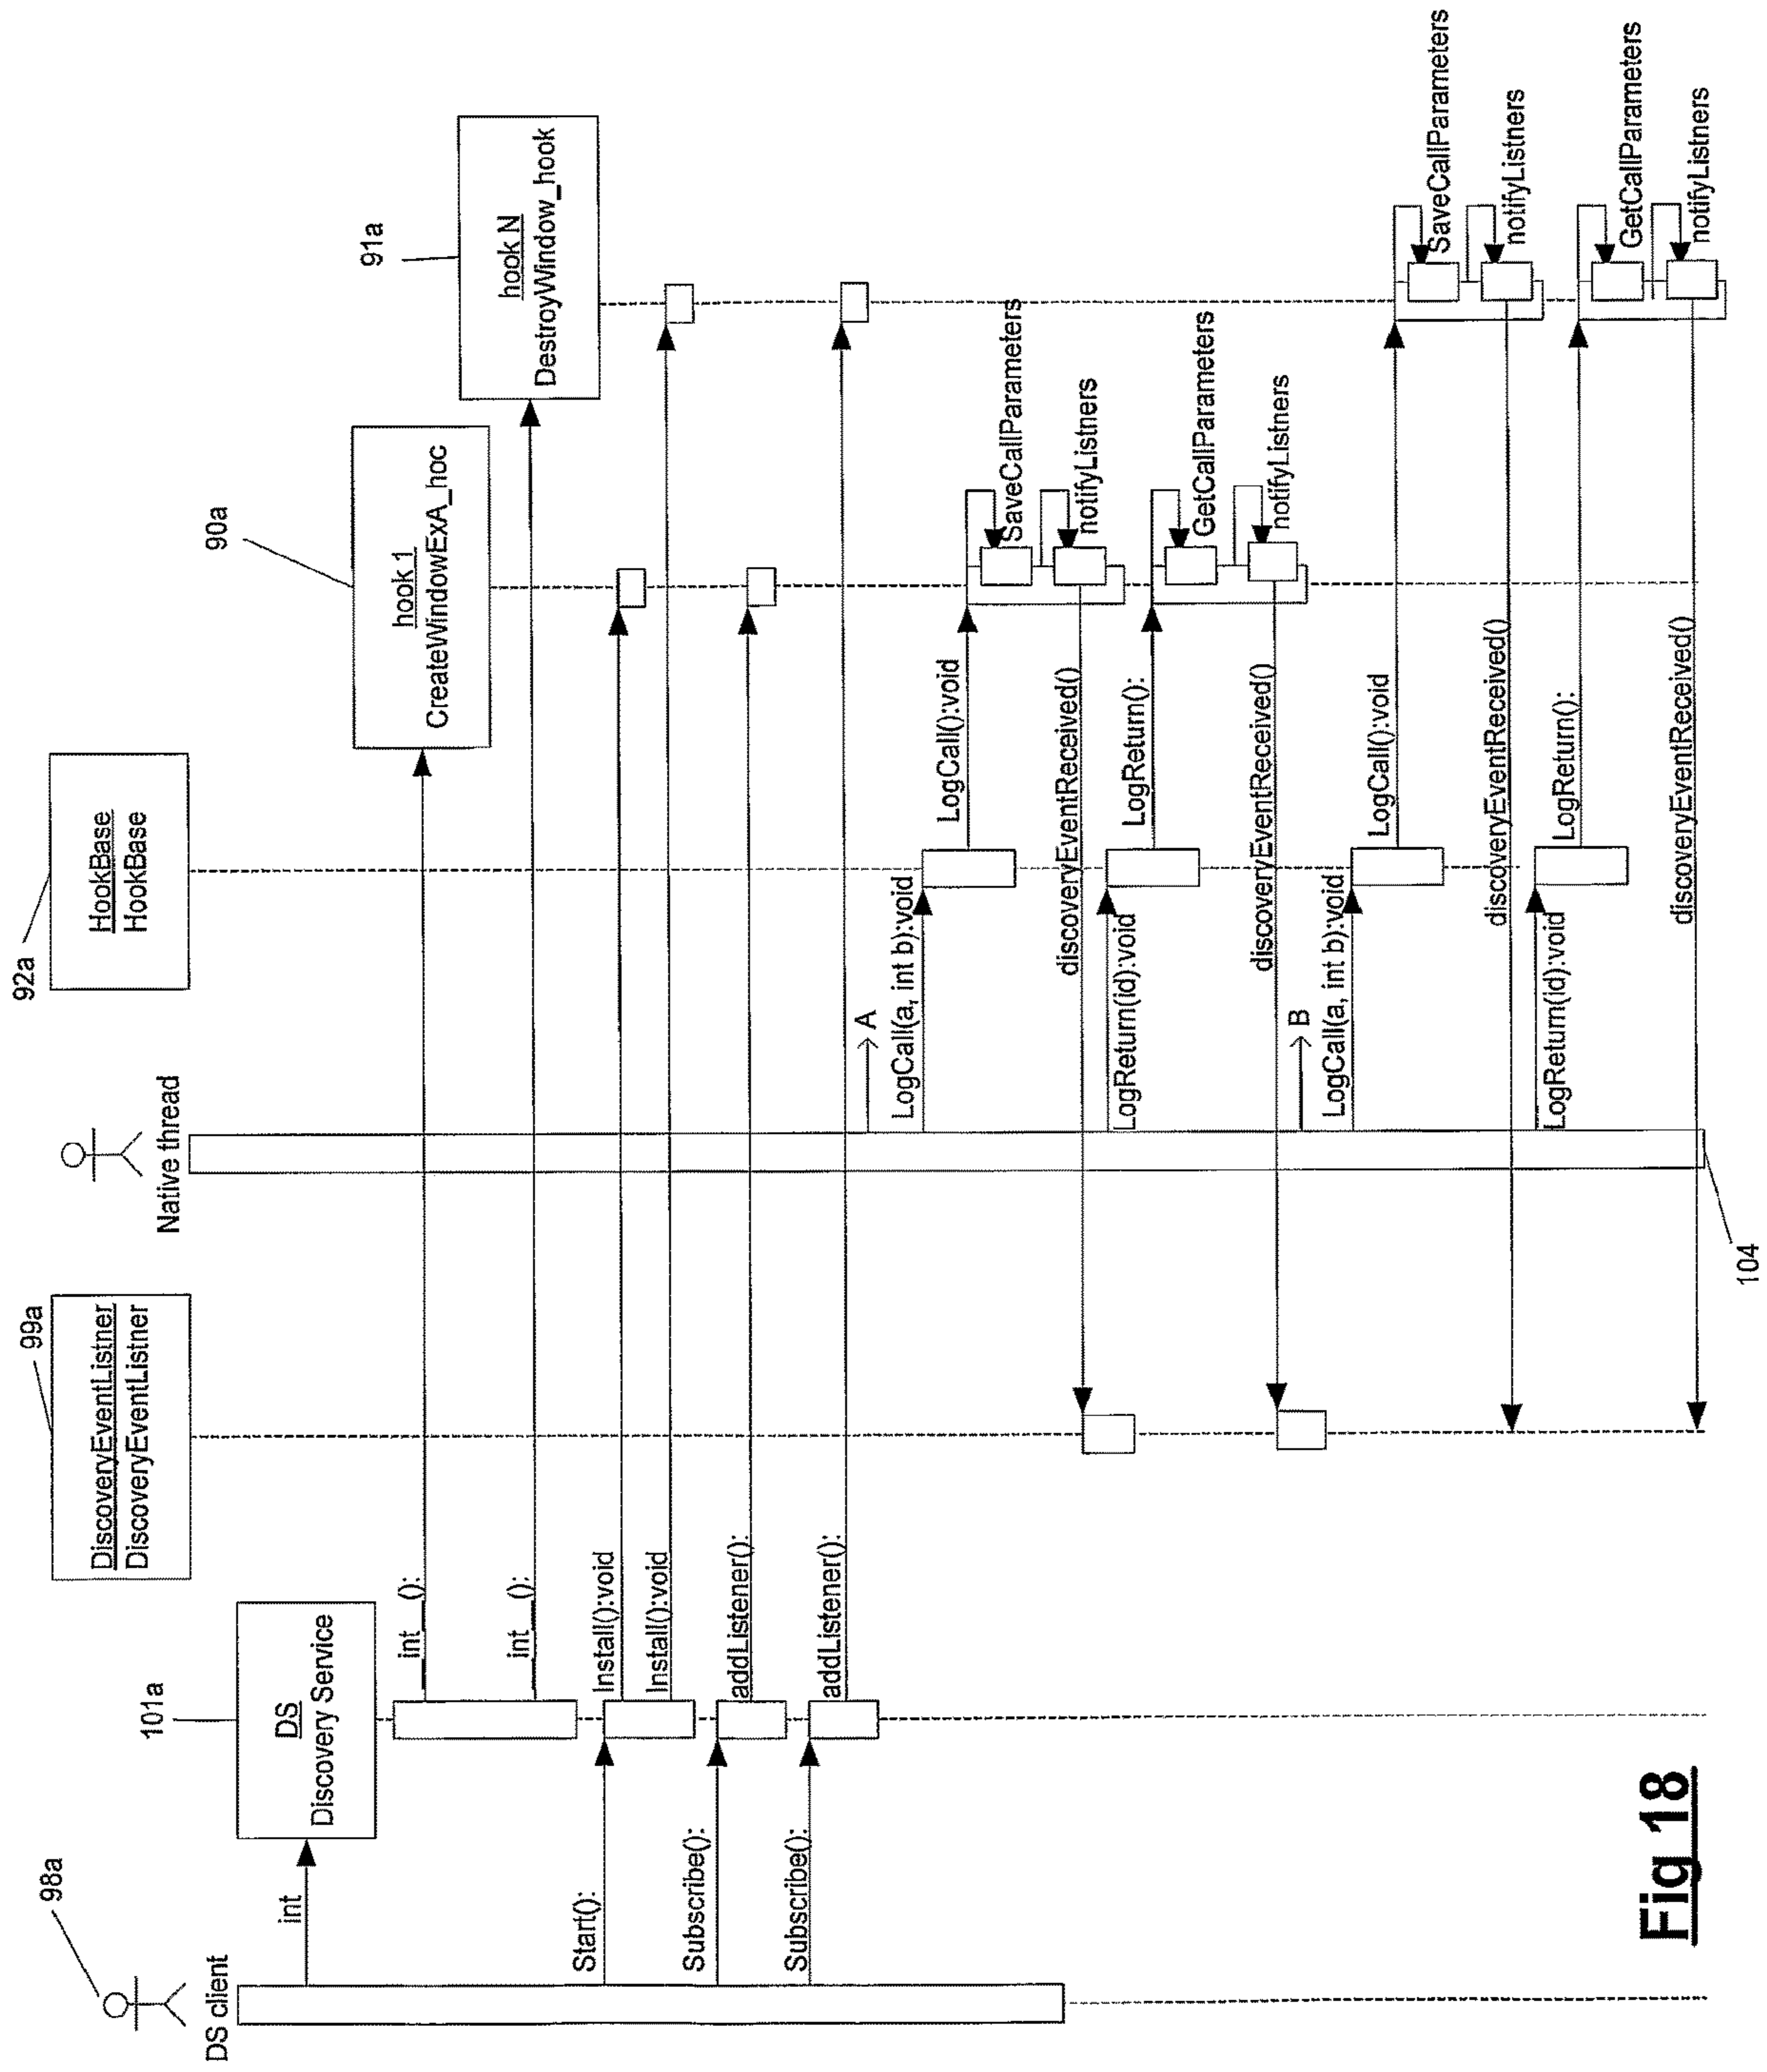 98a
DS client
int
Start():
Subscribe():
Subscribe():
101a
DS
Discovery Service
int__():
int__():
Install():void
Install():void
addListener():
addListener():
99a
DiscoveryEventListner
DiscoveryEventListner
Native thread
104
92a
HookBase
HookBase
A
LogCall(a, int b):void
LogReturn(id):void
B
LogCall(a, int b):void
LogReturn(id):void
90a
hook 1
CreateWindowExA_hoc
LogCall():void
discoveryEventReceived()
LogReturn():
discoveryEventReceived()
LogCall():void
discoveryEventReceived()
LogReturn():
discoveryEventReceived()
91a
hook N
DestroyWindow_hook
SaveCallParameters
notifyListners
GetCallParameters
notifyListners
SaveCallParameters
notifyListners
GetCallParameters
notifyListners
Fig 18